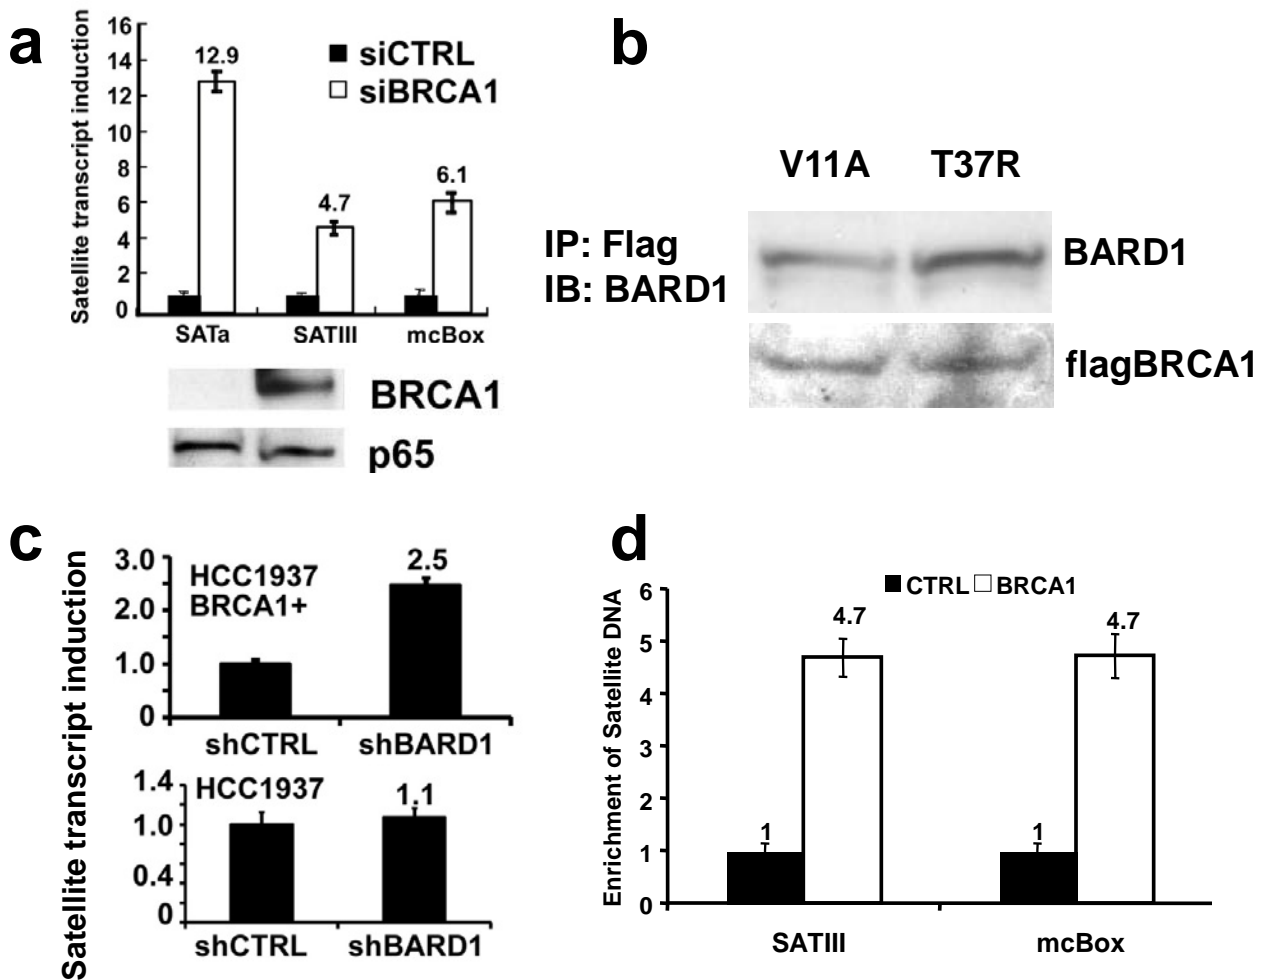 a
Satellite transcript induction
16
14
12
10
8
6
4
2
0
12.9
4.7
6.1
siCTRL
siBRCA1
SATa
SATIII
mcBox
BRCA1
p65
b
V11A
T37R
IP: Flag
IB: BARD1
BARD1
flagBRCA1
c
Satellite transcript induction
3.0
2.0
1.0
0
HCC1937
BRCA1+
2.5
shCTRL
shBARD1
1.4
1.0
0.4
0
HCC1937
1.1
shCTRL
shBARD1
d
Enrichment of Satellite DNA
6
5
4
3
2
1
0
CTRL
BRCA1
1
4.7
1
4.7
SATIII
mcBox